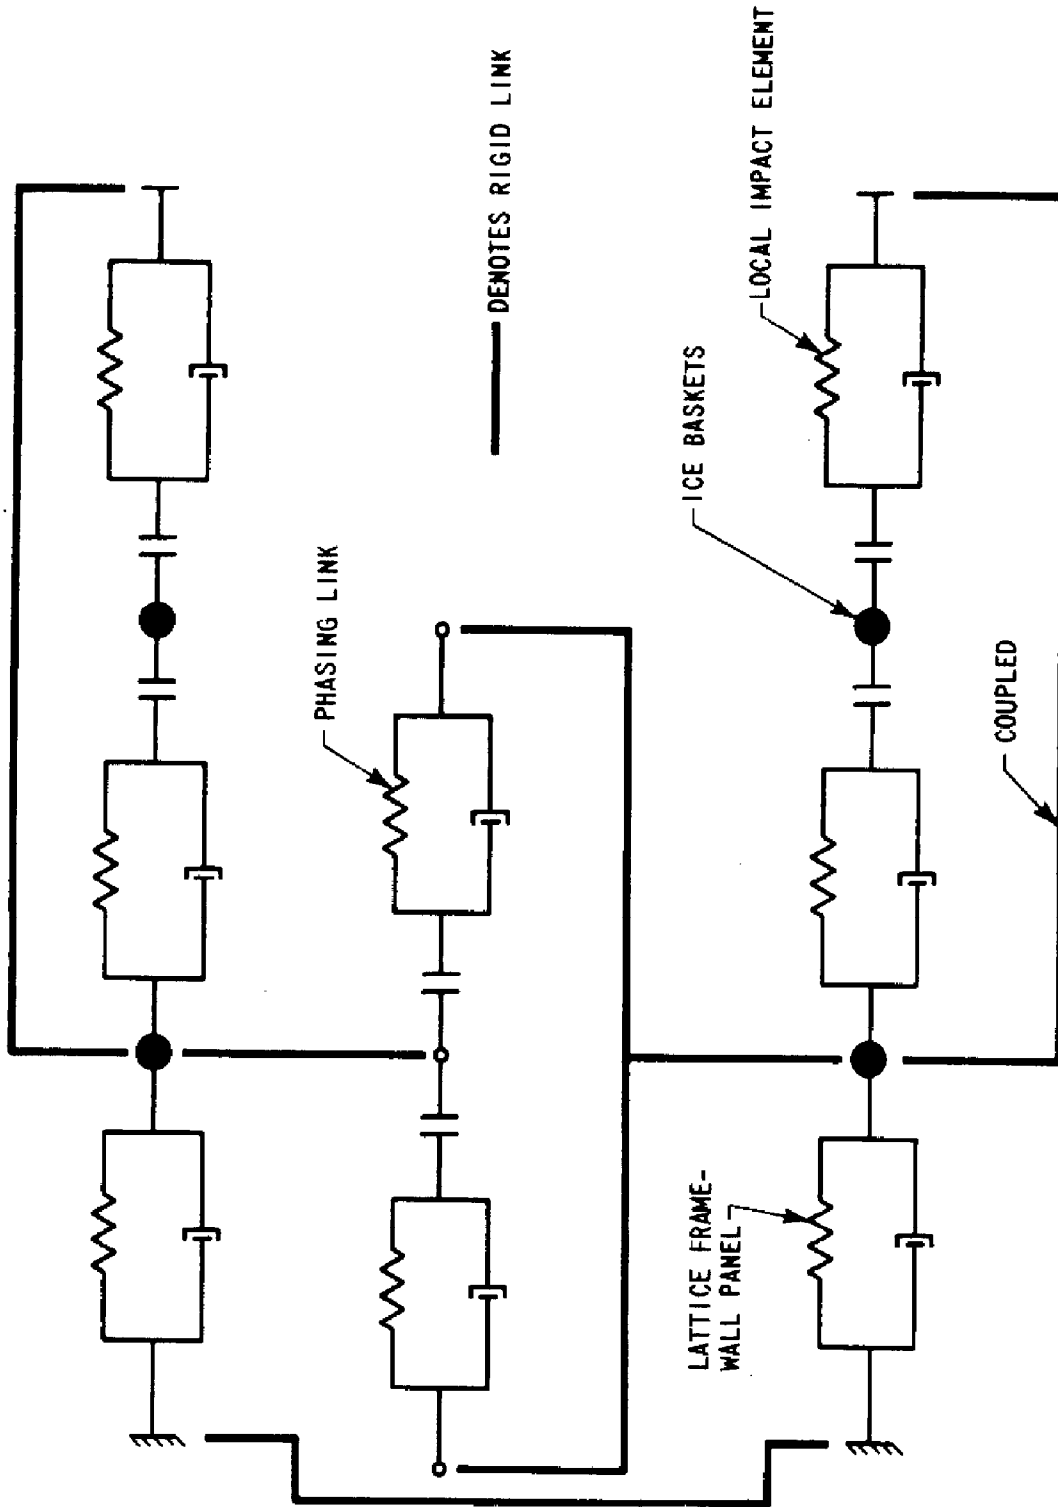 DENOTES RIGID LINK
LOCAL IMPACT ELEMENT
ICE BASKETS
PHASING LINK
COUPLED
LATTICE FRAME-
WALL PANEL